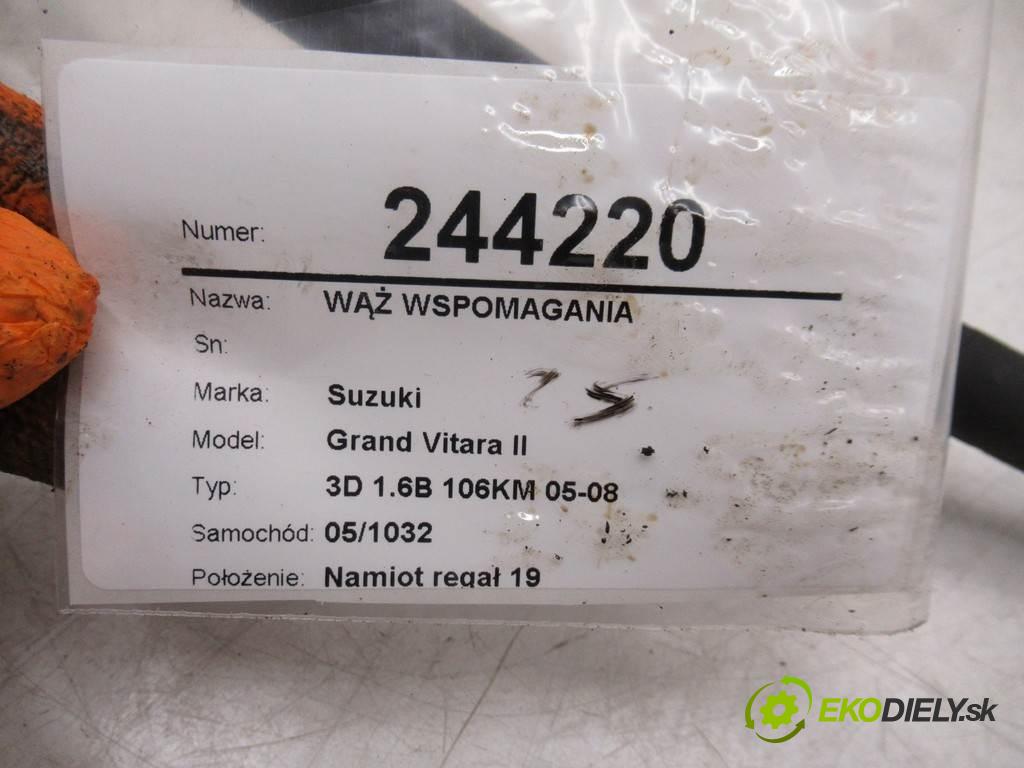 Numer: 244220
Nazwa: WĄŻ WSPOMAGANIA
Sn:
Marka: Suzuki
Model: Grand Vitara II
Typ: 3D 1.6B 106KM 05-08
Samochód: 05/1032
Położenie: Namiot regał 19
EKODIELY.sk